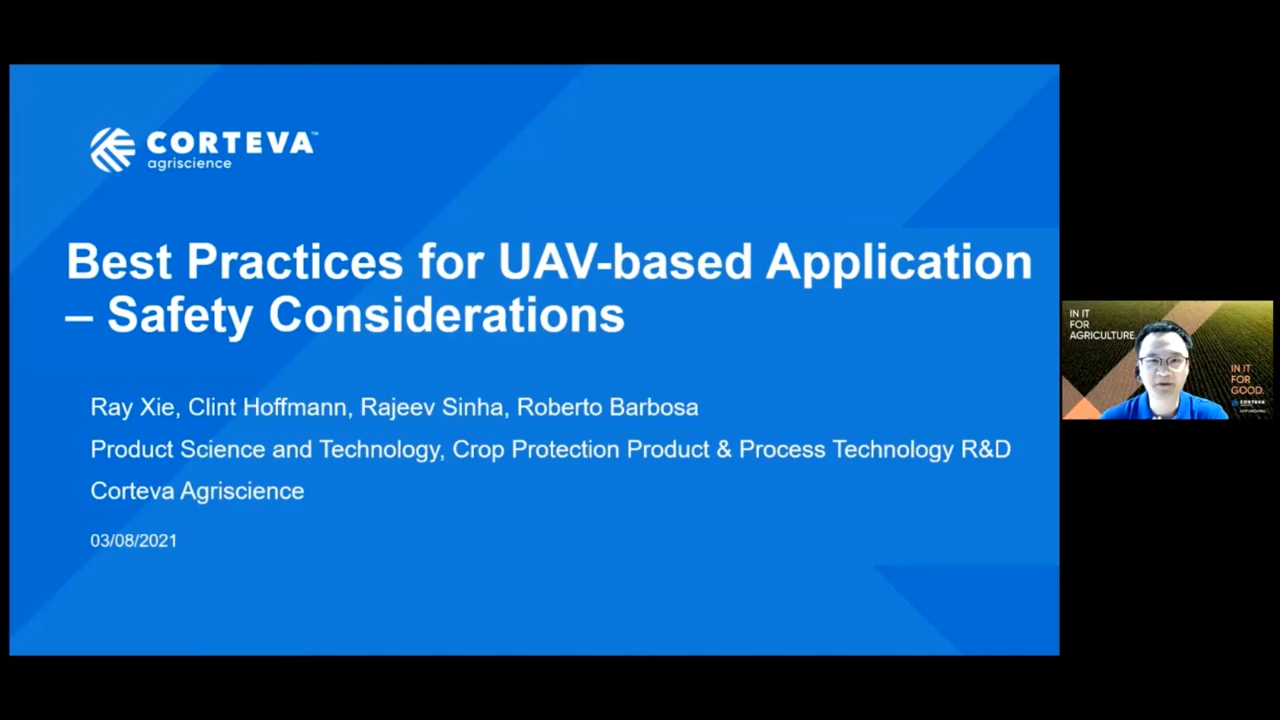 CORTEVA™
agriscience
Best Practices for UAV-based Application
– Safety Considerations
Ray Xie, Clint Hoffmann, Rajeev Sinha, Roberto Barbosa
Product Science and Technology, Crop Protection Product & Process Technology R&D
Corteva Agriscience
03/08/2021
IN IT
FOR
AGRICULTURE
IN IT
FOR
GOOD.
CORTEVA